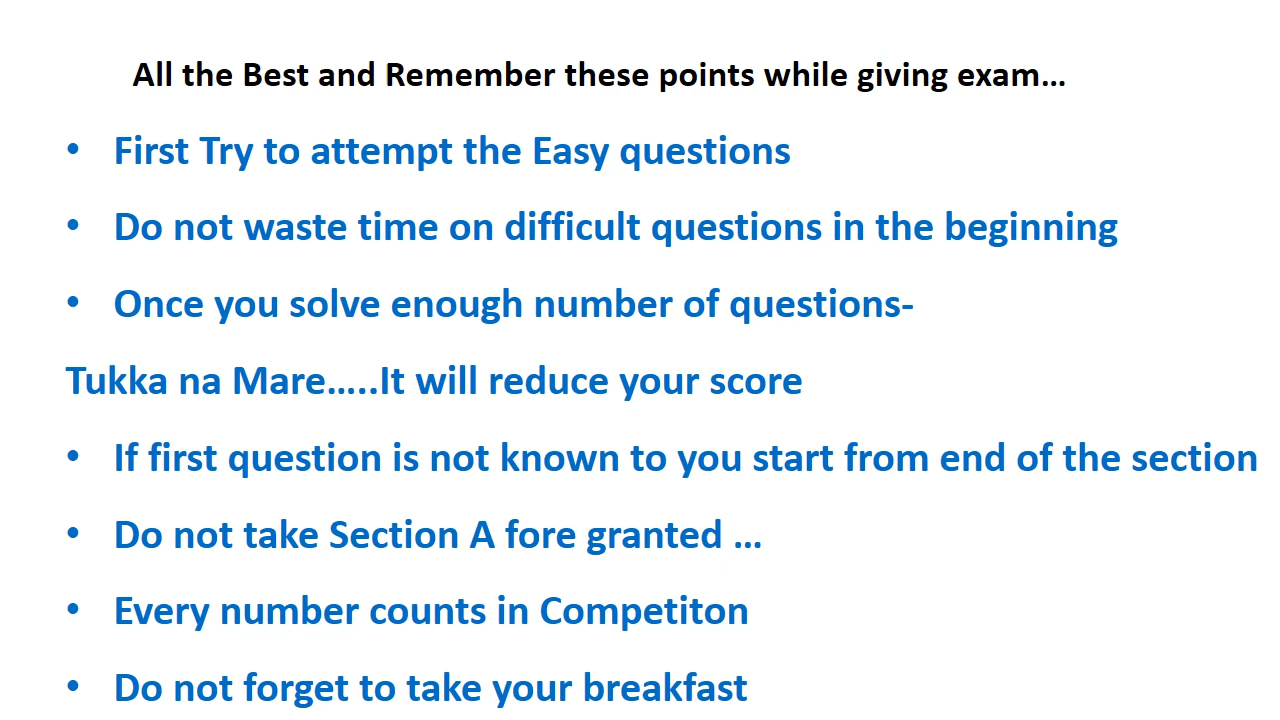 All the Best and Remember these points while giving exam...
• First Try to attempt the Easy questions
• Do not waste time on difficult questions in the beginning
• Once you solve enough number of questions-
Tukka na Mare.....It will reduce your score
• If first question is not known to you start from end of the section
• Do not take Section A fore granted ...
• Every number counts in Competiton
• Do not forget to take your breakfast